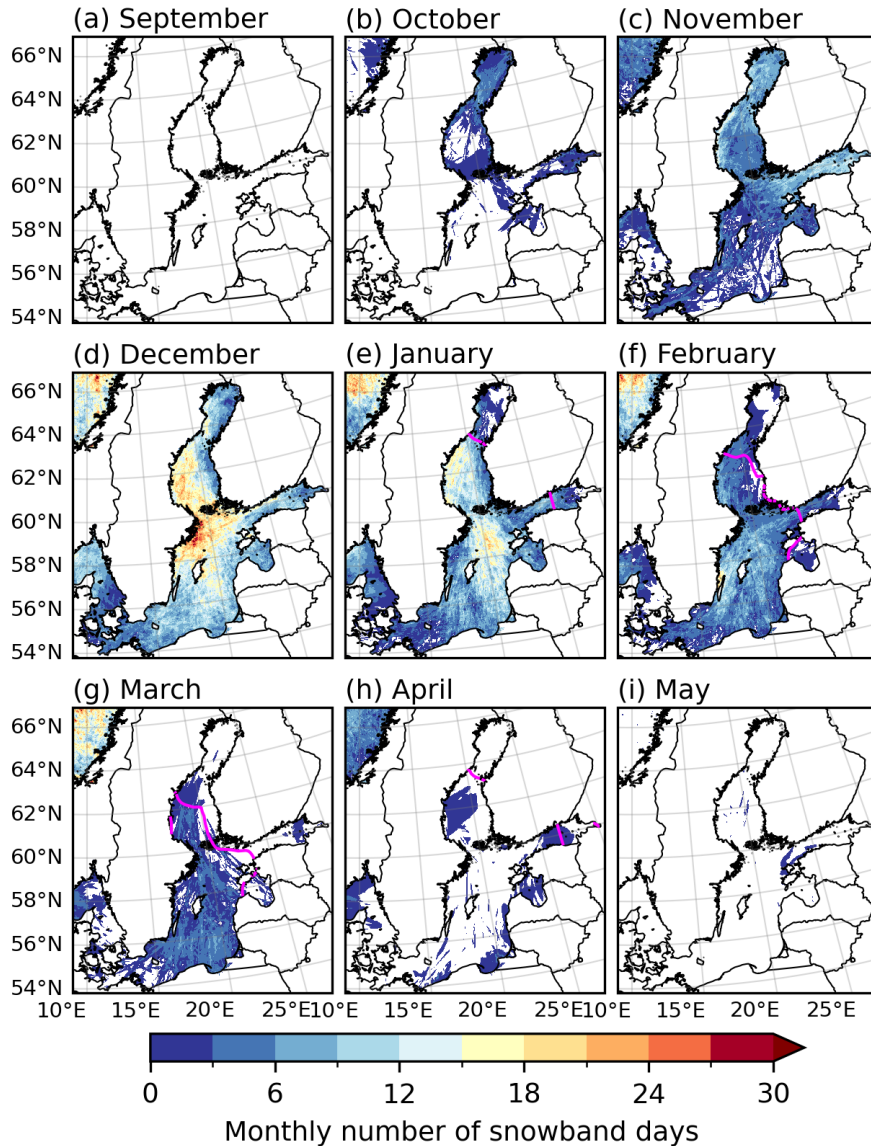 (a) September
(b) October
(c) November
66°N
64°N
62°N
60°N
58°N
56°N
54°N
(d) December
(e) January
(f) February
66°N
64°N
62°N
60°N
58°N
56°N
54°N
(g) March
(h) April
(i) May
66°N
64°N
62°N
60°N
58°N
56°N
54°N
10°E 15°E 20°E 25°E 10°E 15°E 20°E 25°E 10°E 15°E 20°E 25°E
0 6 12 18 24 30
Monthly number of snowband days